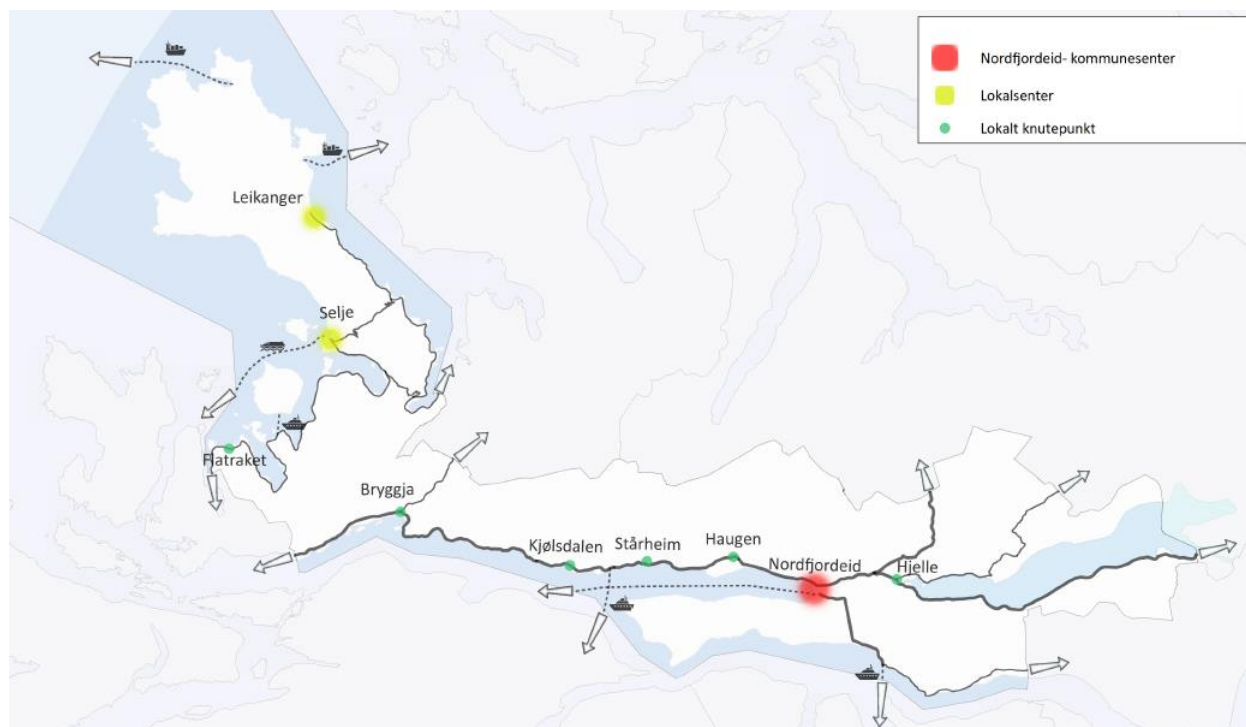 Nordfjordeid- kommunesenter
Lokalsenter
Lokalt knutepunkt
Leikanger
Selje
Flatraket
Bryggja
Kjølsdalen
Stårheim
Haugen
Nordfjordeid
Hjelle